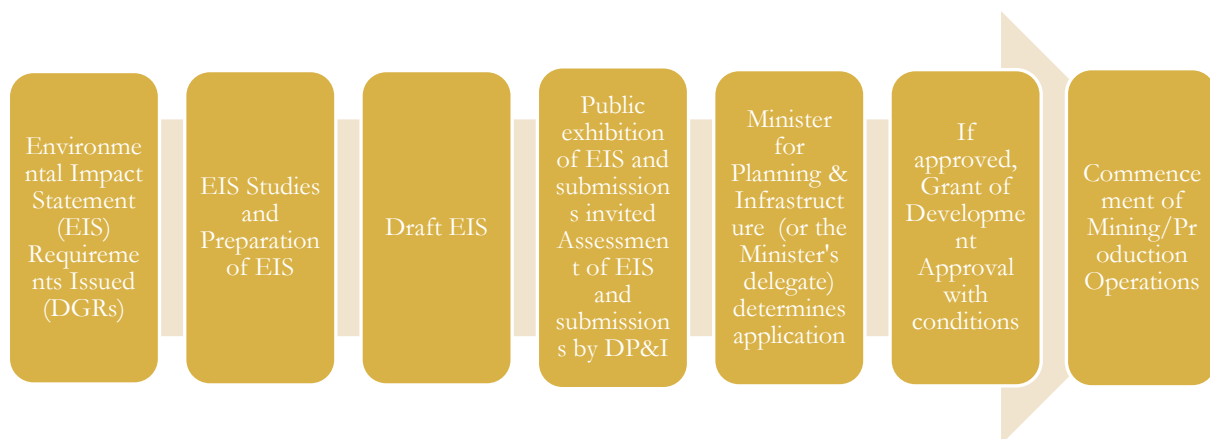 Environme
ntal Impact
Statement
(EIS)
Requireme
nts Issued
(DGRs)
EIS Studies
and
Preparation
of EIS
Draft EIS
Public
exhibition
of EIS and
submission
s invited
Assessmen
t of EIS
and
submission
s by DP&I
Minister
for
Planning &
Infrastruct
ure (or the
Minister's
delegate)
determines
application
If
approved,
Grant of
Developme
nt
Approval
with
conditions
Commence
ment of
Mining/Pr
oduction
Operations